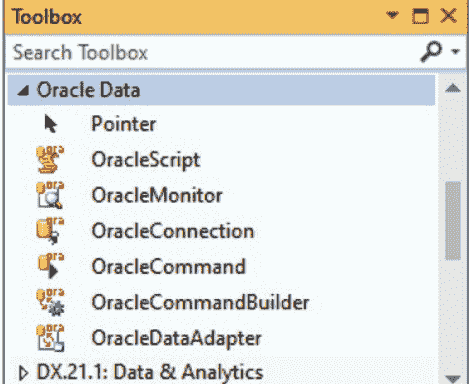 Toolbox
Search Toolbox
Oracle Data
Pointer
OracleScript
OracleMonitor
OracleConnection
OracleCommand
OracleCommandBuilder
OracleDataAdapter
DX.21.1: Data & Analytics